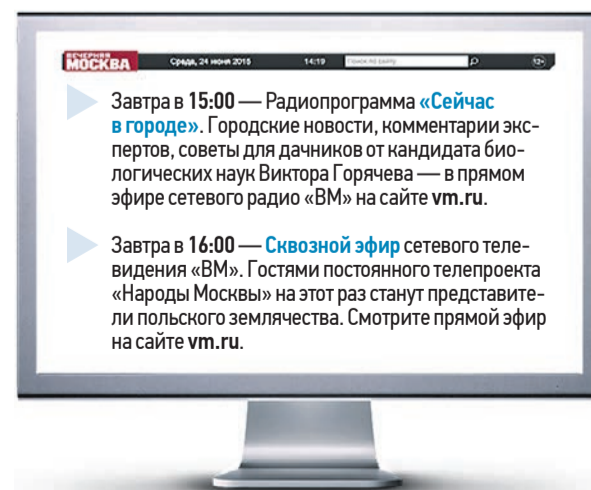 ВЕЧЕРНЯЯ
МОСКВА Среда, 24 июня 2015 14:19 Поиск по сайту 12+
Завтра в 15:00 — Радиопрограмма «Сейчас
в городе». Городские новости, комментарии экс-
пертов, советы для дачников от кандидата био-
логических наук Виктора Горячева — в прямом
эфире сетевого радио «ВМ» на сайте vm.ru.
Завтра в 16:00 — Сквозной эфир сетевого теле-
видения «ВМ». Гостями постоянного телепроекта
«Народы Москвы» на этот раз станут представите-
ли польского землячества. Смотрите прямой эфир
на сайте vm.ru.